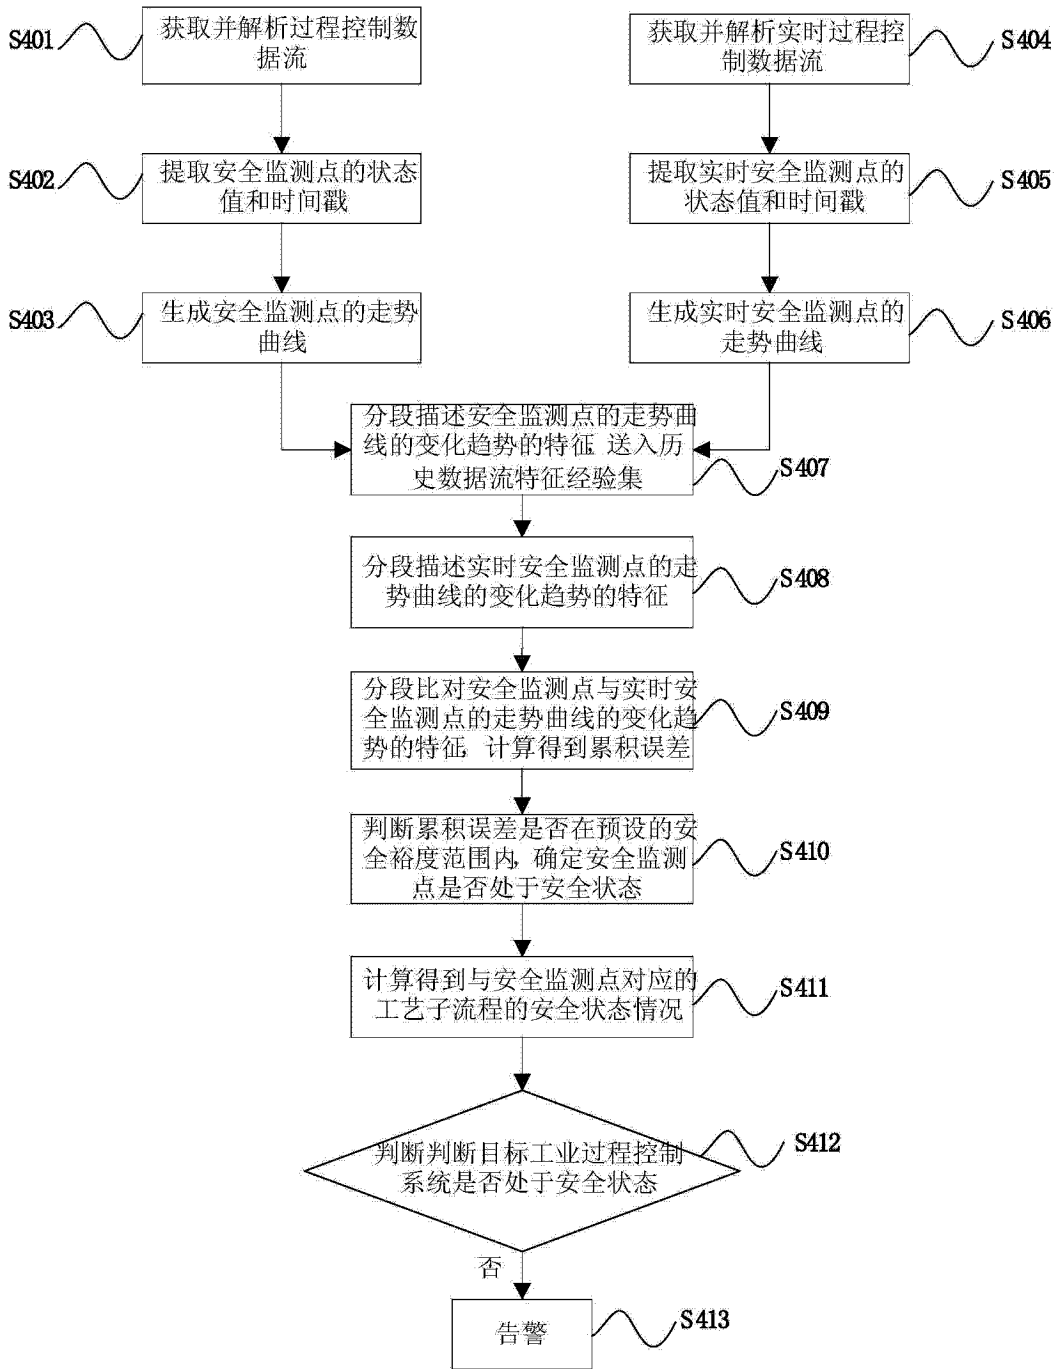 S401
获取并解析过程控制数
据流
获取并解析实时过程控
制数据流
S404
S402
提取安全监测点的状态
值和时间戳
提取实时安全监测点的
状态值和时间戳
S405
S403
生成安全监测点的走势
曲线
生成实时安全监测点的
走势曲线
S406
分段描述安全监测点的走势曲
线的变化趋势的特征, 送入历
史数据流特征经验集
S407
分段描述实时安全监测点的走
势曲线的变化趋势的特征
S408
分段比对安全监测点与实时安
全监测点的走势曲线的变化趋
势的特征, 计算得到累积误差
S409
判断累积误差是否在预设的安
全裕度范围内, 确定安全监测
点是否处于安全状态
S410
计算得到与安全监测点对应的
工艺子流程的安全状态情况
S411
判断判断目标工业过程控制
系统是否处于安全状态
S412
否
告警
S413